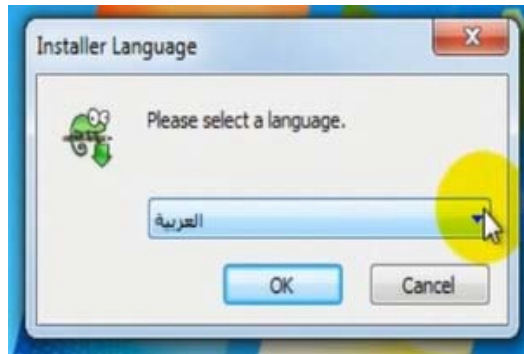 Installer Language
Please select a language.
العربية
OK
Cancel